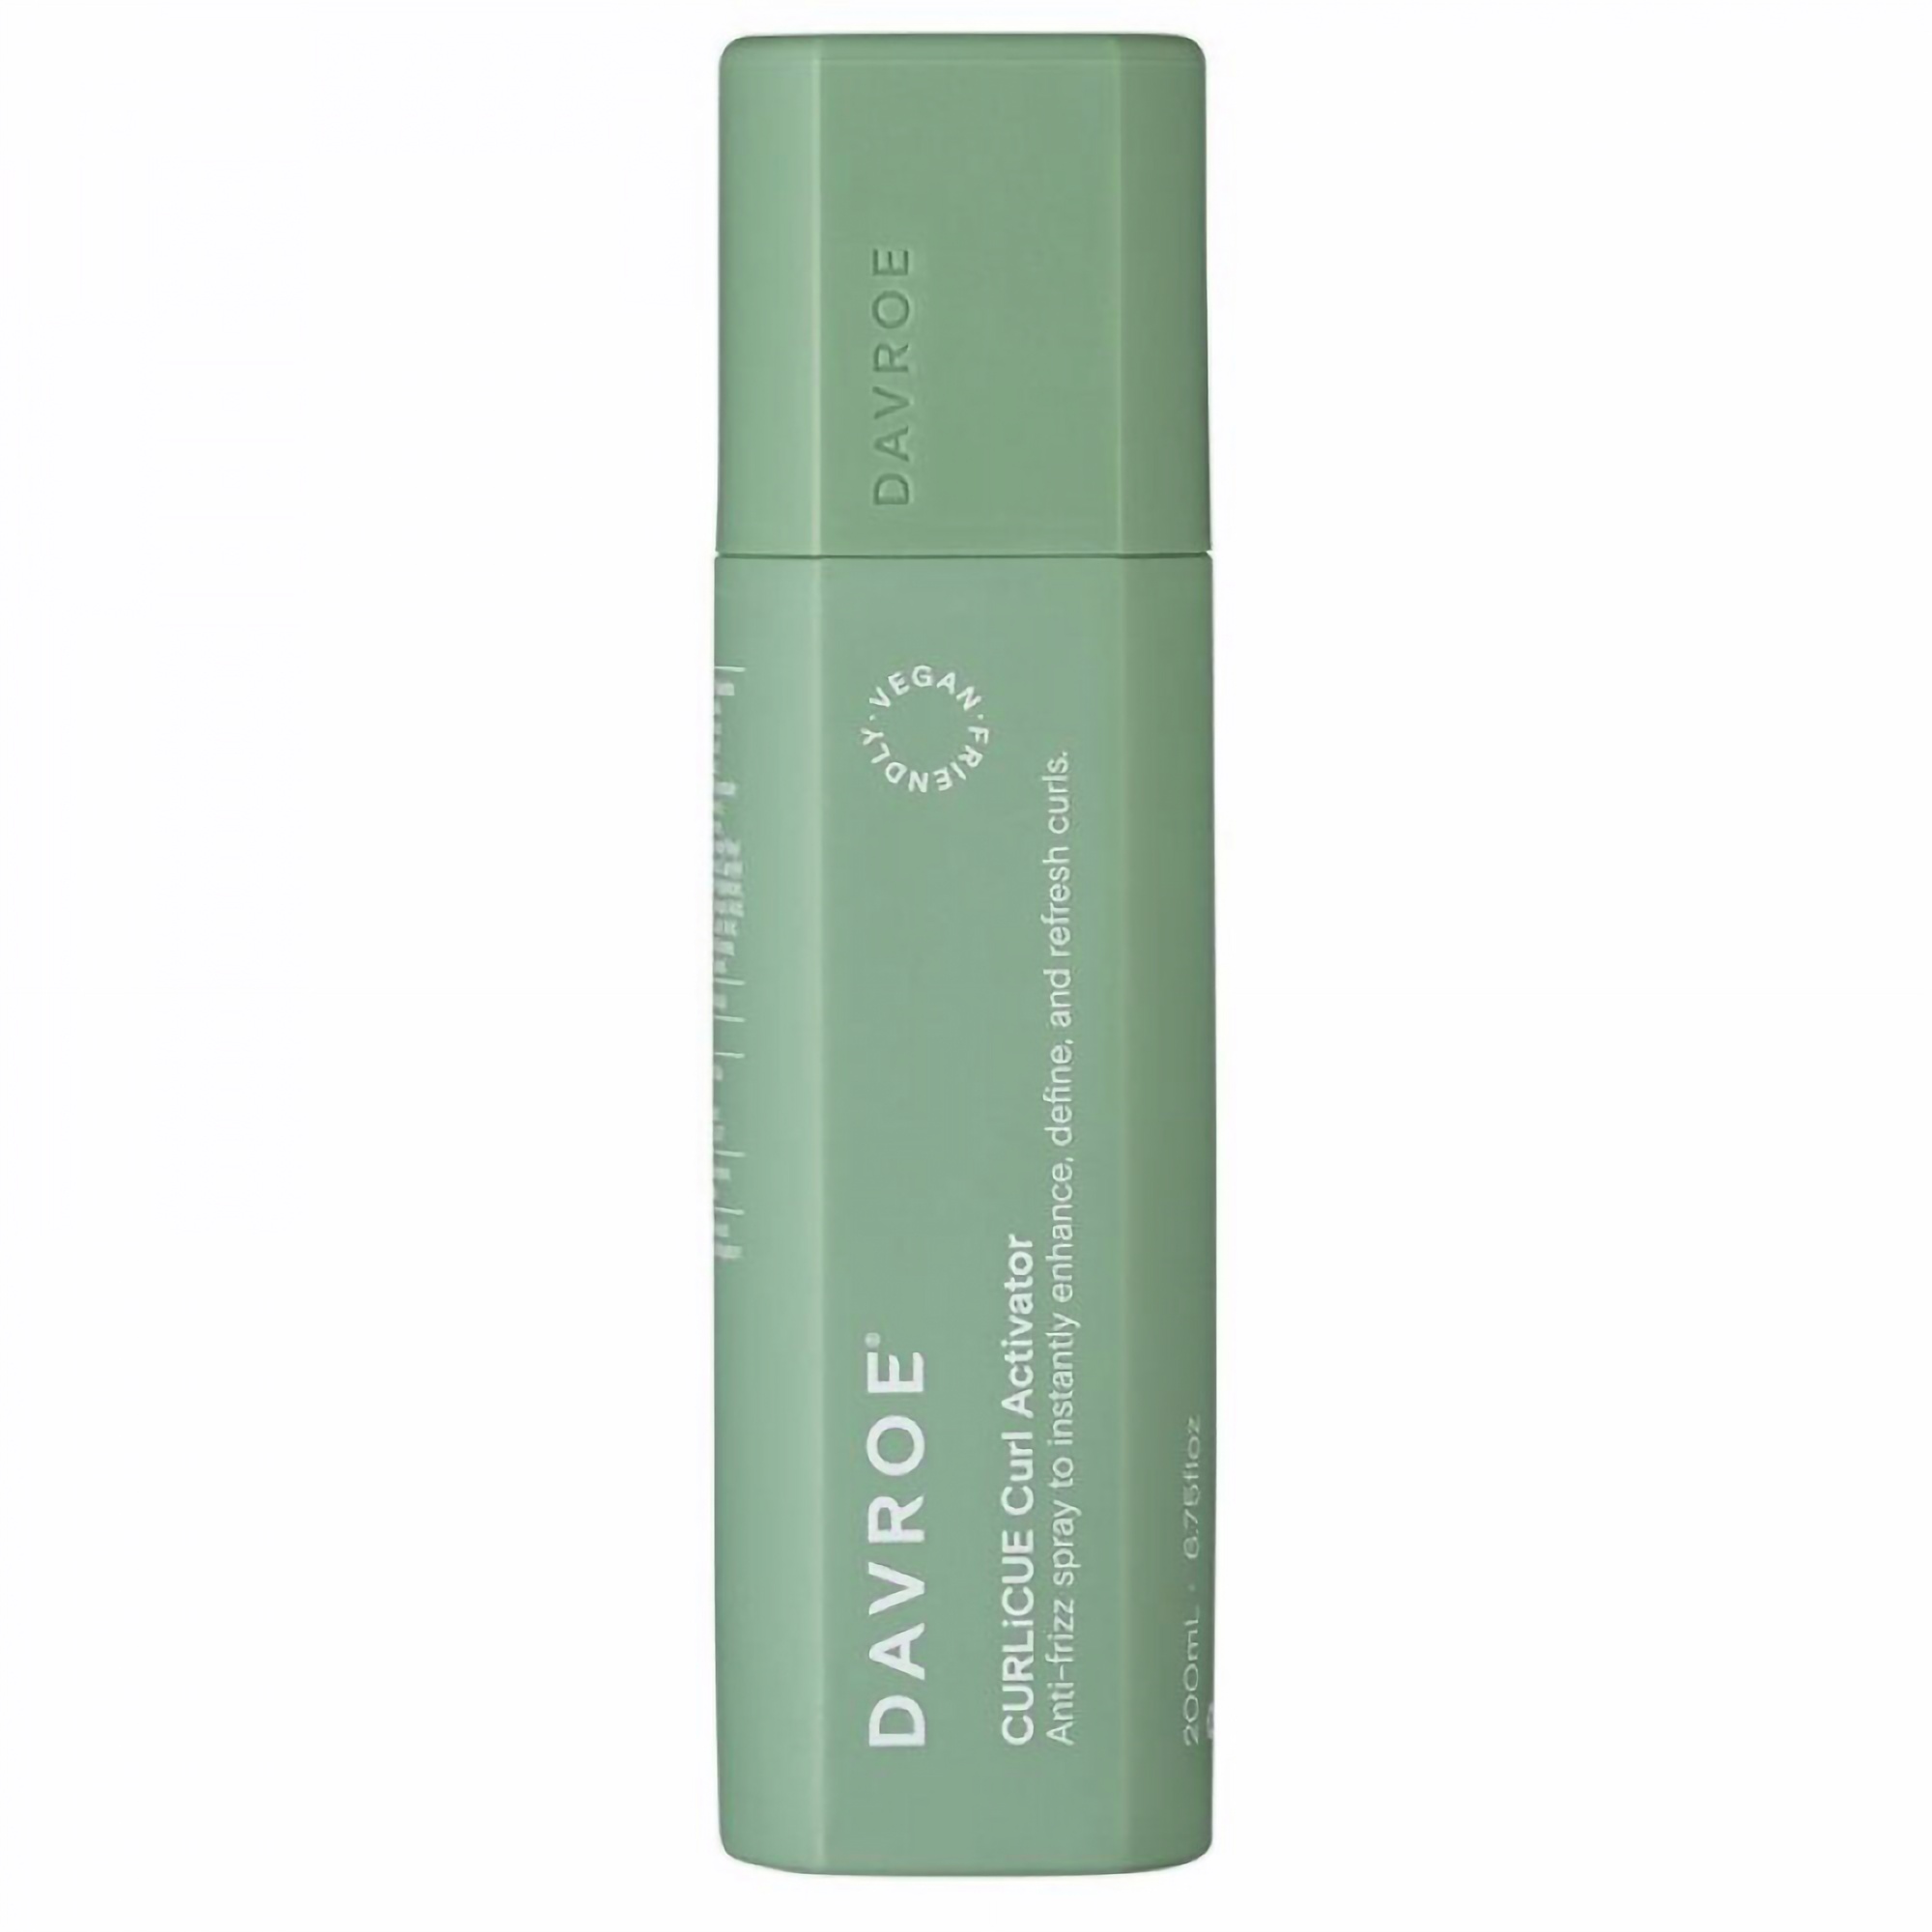 DAVROE
VEGAN · FRIENDLY ·
DAVROE®
CURLiCUE Curl Activator
Anti-frizz spray to instantly enhance, define, and refresh curls.
200mL · 6.75floz